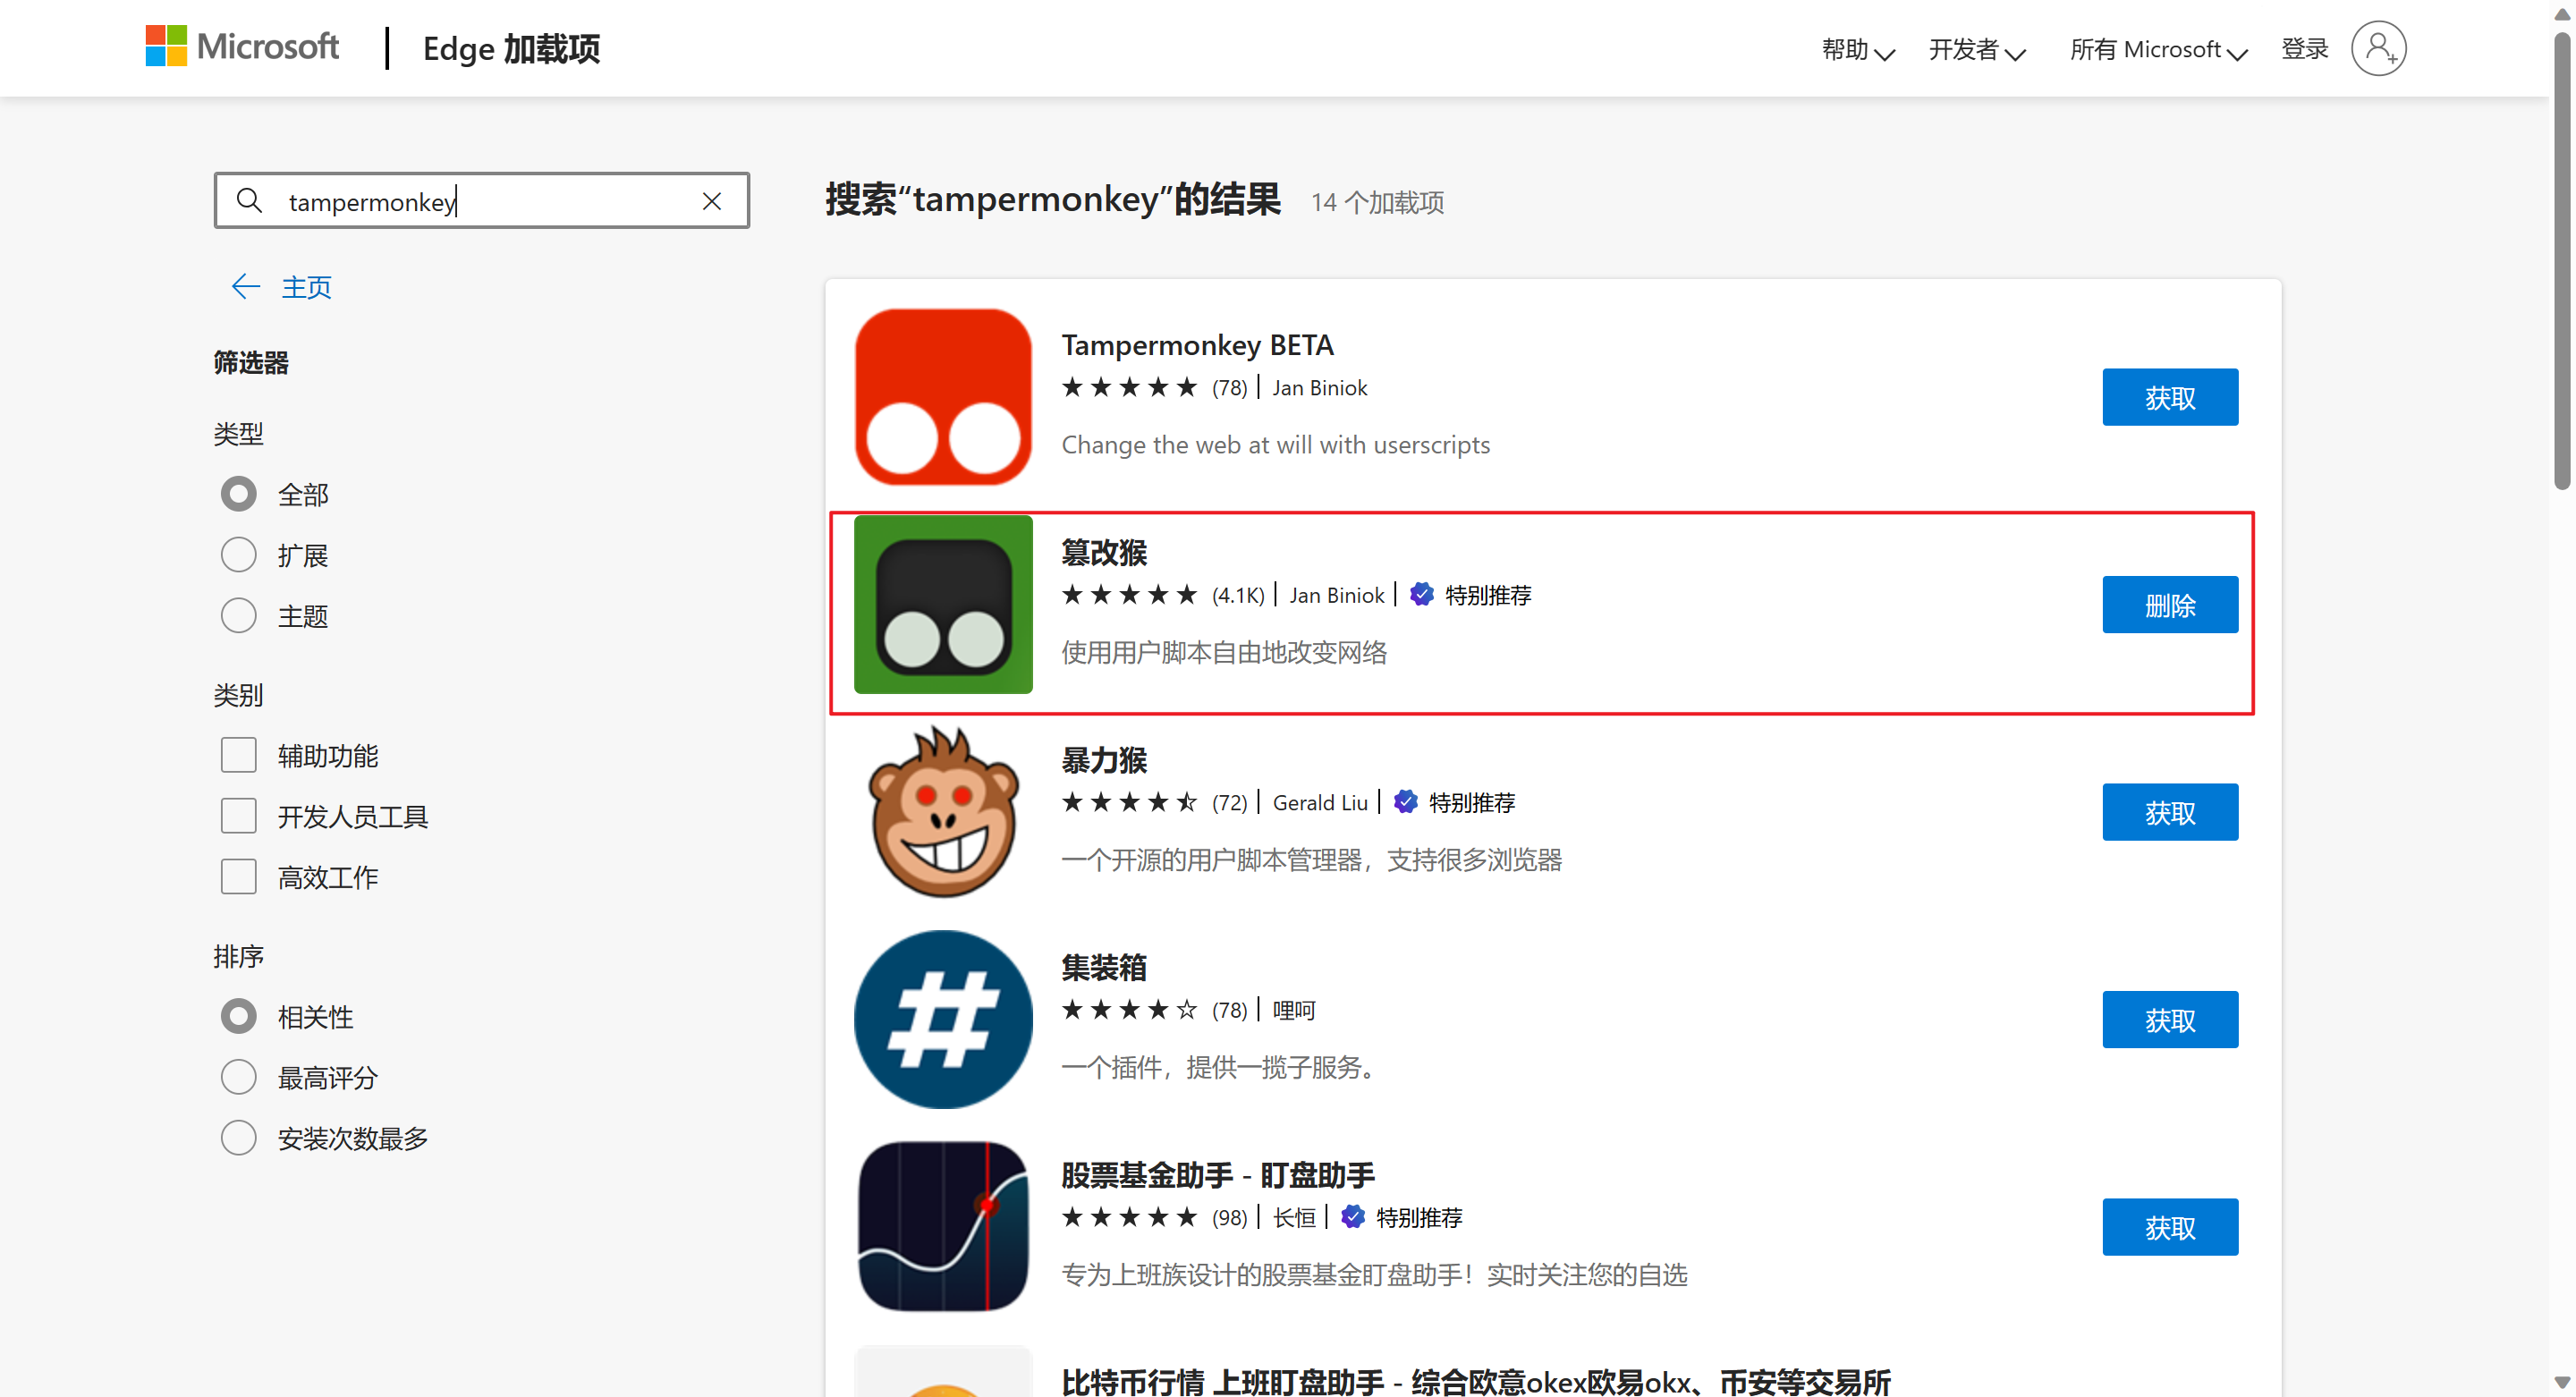 Microsoft | Edge 加载项 帮助 开发者 所有 Microsoft 登录
tampermonkey
搜索“tampermonkey”的结果 14 个加载项
主页
筛选器
类型
全部
扩展
主题
类别
辅助功能
开发人员工具
高效工作
排序
相关性
最高评分
安装次数最多
Tampermonkey BETA
(78) | Jan Biniok
Change the web at will with userscripts
获取
篡改猴
(4.1K) | Jan Biniok | 特别推荐
使用用户脚本自由地改变网络
删除
暴力猴
(72) | Gerald Liu | 特别推荐
一个开源的用户脚本管理器，支持很多浏览器
获取
集装箱
(78) | 哩呵
一个插件，提供一揽子服务。
获取
股票基金助手 - 盯盘助手
(98) | 长恒 | 特别推荐
专为上班族设计的股票基金盯盘助手！实时关注您的自选
获取
比特币行情 上班盯盘助手 - 综合欧意okex欧易okx、币安等交易所